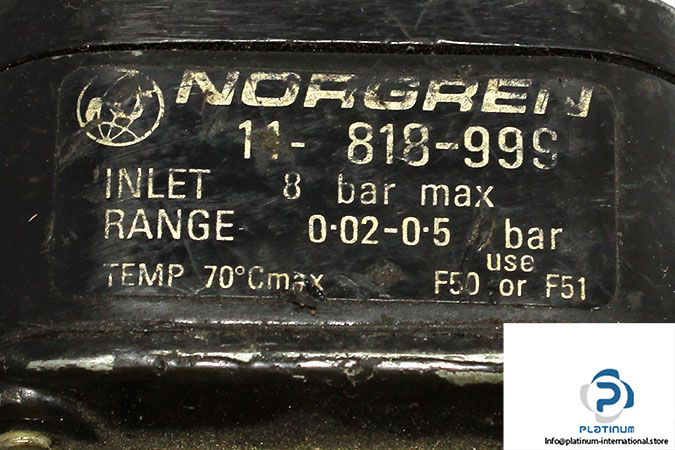 NORGREN
11- 818-999
INLET 8 bar max
RANGE 0·02-0·5 bar
TEMP 70°Cmax use F50 or F51
PLATINUM
Info@platinum-international.store